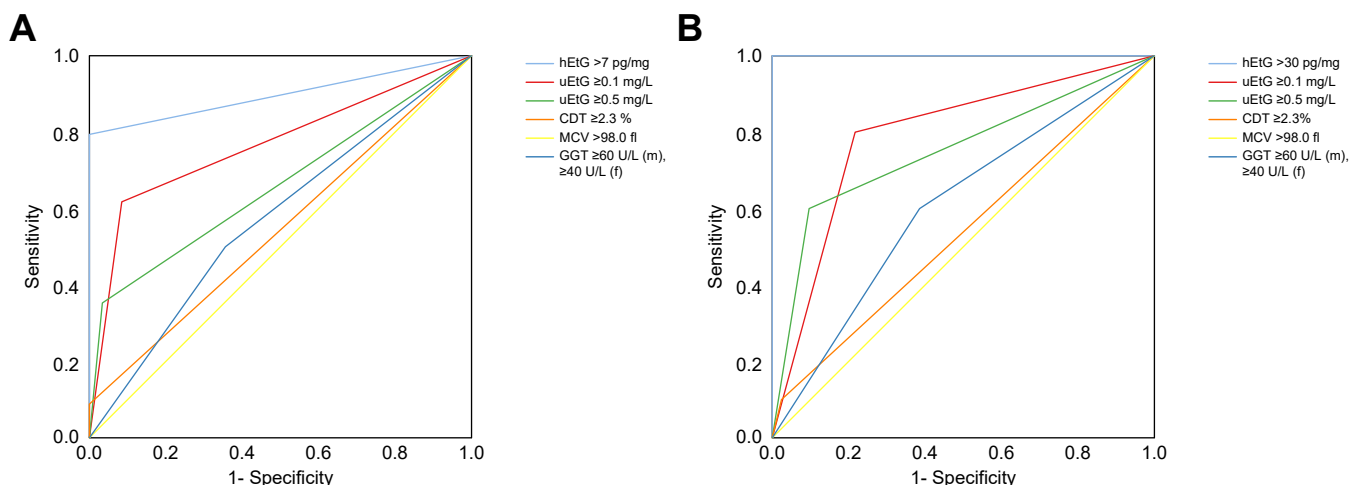 A
1.0
0.8
0.6
0.4
0.2
0.0
Sensitivity
0.0 0.2 0.4 0.6 0.8 1.0
1- Specificity
hEtG >7 pg/mg
uEtG ≥0.1 mg/L
uEtG ≥0.5 mg/L
CDT ≥2.3 %
MCV >98.0 fl
GGT ≥60 U/L (m),
≥40 U/L (f)
B
1.0
0.8
0.6
0.4
0.2
0.0
Sensitivity
0.0 0.2 0.4 0.6 0.8 1.0
1- Specificity
hEtG >30 pg/mg
uEtG ≥0.1 mg/L
uEtG ≥0.5 mg/L
CDT ≥2.3%
MCV >98.0 fl
GGT ≥60 U/L (m),
≥40 U/L (f)